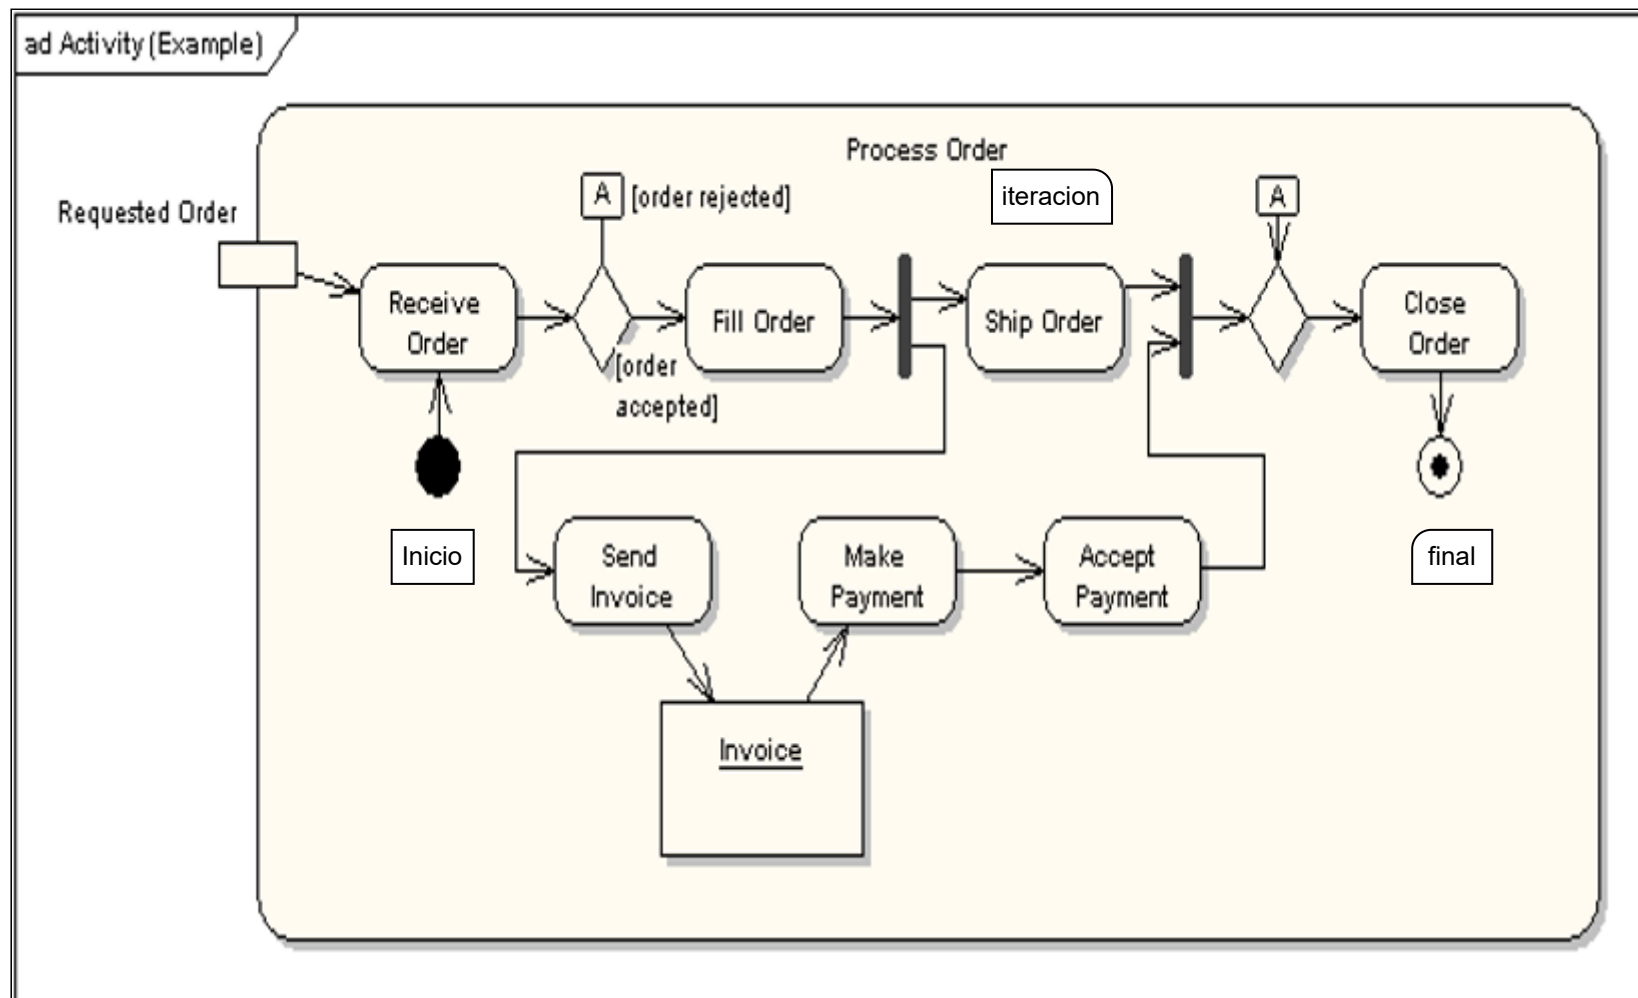 ad Activity (Example)
Process Order
iteracion
Requested Order
A
[order rejected]
A
Receive
Order
Fill Order
Ship Order
Close
Order
[order
accepted]
Inicio
final
Send
Invoice
Make
Payment
Accept
Payment
Invoice